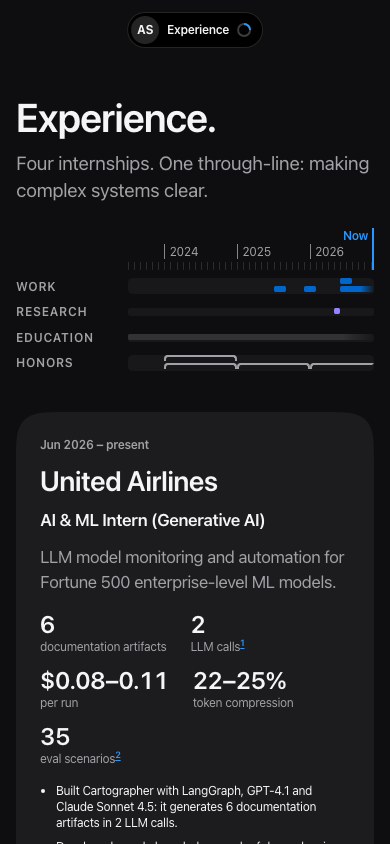 AS Experience
Experience.
Four internships. One through-line: making
complex systems clear.
Now
2024 2025 2026
WORK
RESEARCH
EDUCATION
HONORS
Jun 2026 – present
United Airlines
AI & ML Intern (Generative AI)
LLM model monitoring and automation for
Fortune 500 enterprise-level ML models.
6 2
documentation artifacts LLM calls1
$0.08–0.11 22–25%
per run token compression
35
eval scenarios2
• Built Cartographer with LangGraph, GPT-4.1 and
Claude Sonnet 4.5: it generates 6 documentation
artifacts in 2 LLM calls.